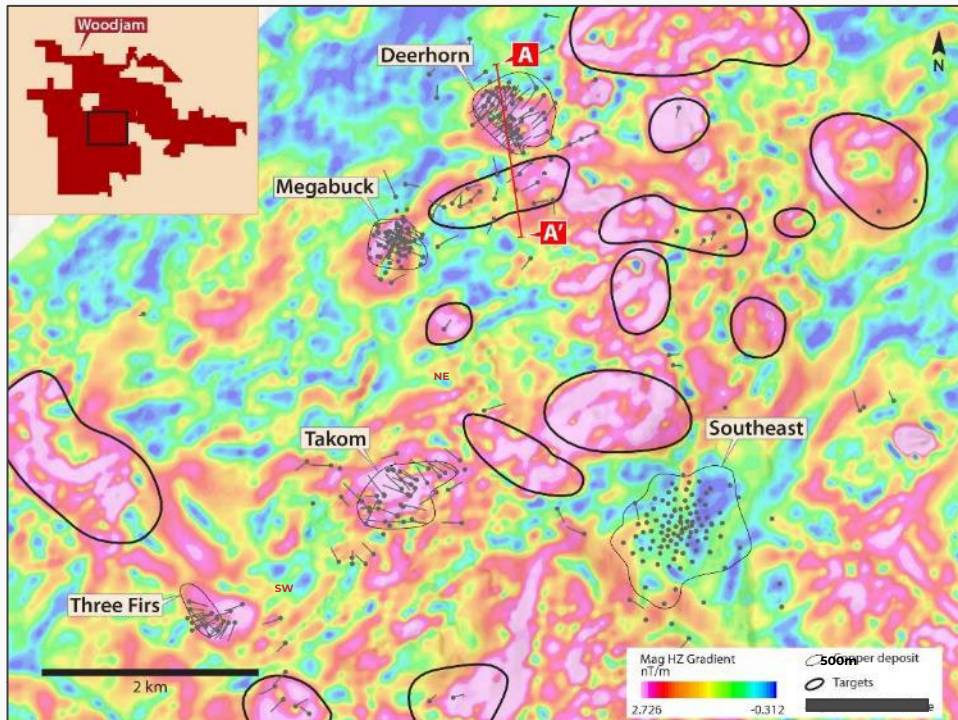 Woodjam
Deerhorn
A
N
Megabuck
A'
NE
Takom
Southeast
SW
Three Firs
2 km
Mag HZ Gradient
nT/m
2.726
-0.312
500m
deposit
Targets